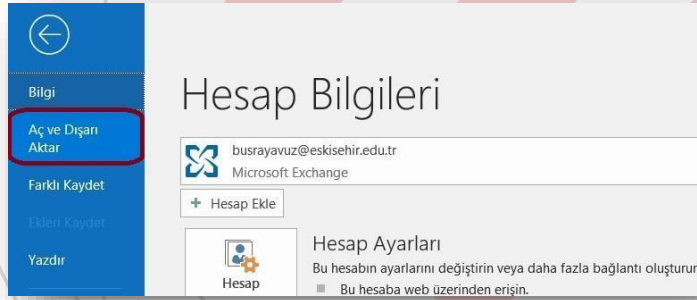 Bilgi
Aç ve Dışarı
Aktar
Farklı Kaydet
Ekleri Kaydet
Yazdır
Hesap Bilgileri
busrayavuz@eskisehir.edu.tr
Microsoft Exchange
+ Hesap Ekle
Hesap
Hesap Ayarları
Bu hesabın ayarlarını değiştirin veya daha fazla bağlantı oluşturun
Bu hesaba web üzerinden erişin.